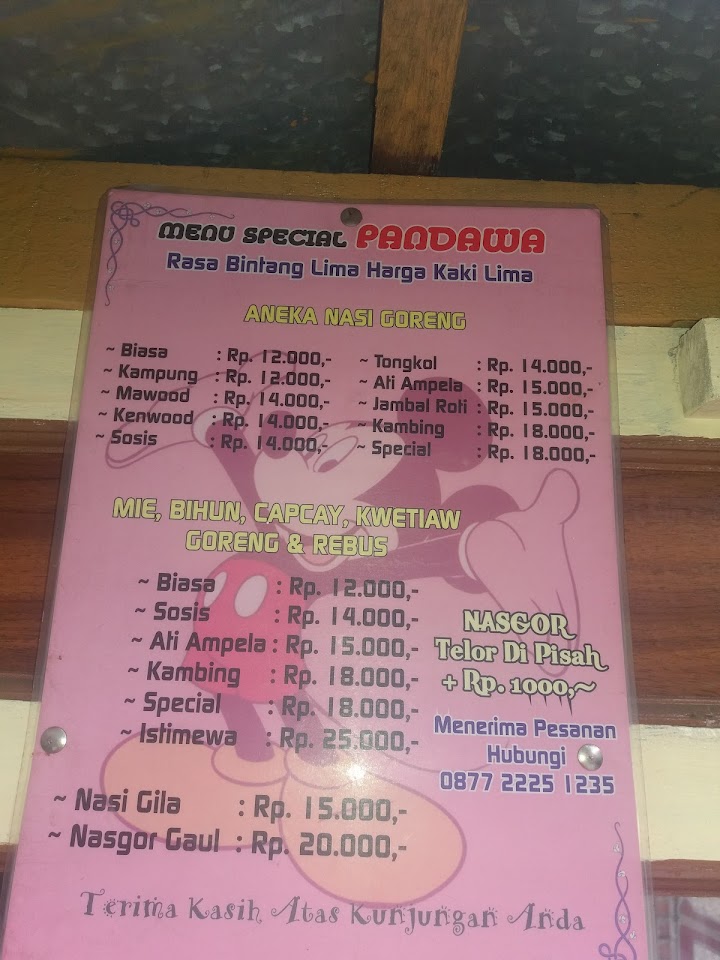 MENU SPECIAL PANDAWA
Rasa Bintang Lima Harga Kaki Lima
ANEKA NASI GORENG
~ Biasa : Rp. 12.000,-
~ Kampung : Rp. 12.000,-
~ Mawood : Rp. 14.000,-
~ Kenwood : Rp. 14.000,-
~ Sosis : Rp. 14.000,-
~ Tongkol : Rp. 14.000,-
~ Ati Ampela : Rp. 15.000,-
~ Jambal Roti : Rp. 15.000,-
~ Kambing : Rp. 18.000,-
~ Special : Rp. 18.000,-
MIE, BIHUN, CAPCAY, KWETIAW
GORENG & REBUS
~ Biasa : Rp. 12.000,-
~ Sosis : Rp. 14.000,-
~ Ati Ampela : Rp. 15.000,-
~ Kambing : Rp. 18.000,-
~ Special : Rp. 18.000,-
~ Istimewa : Rp. 25.000,-
NASGOR
Telor Di Pisah
+ Rp. 1000,~
Menerima Pesanan
Hubungi
0877 2225 1235
~ Nasi Gila : Rp. 15.000,-
~ Nasgor Gaul : Rp. 20.000,-
Terima Kasih Atas Kunjungan Anda